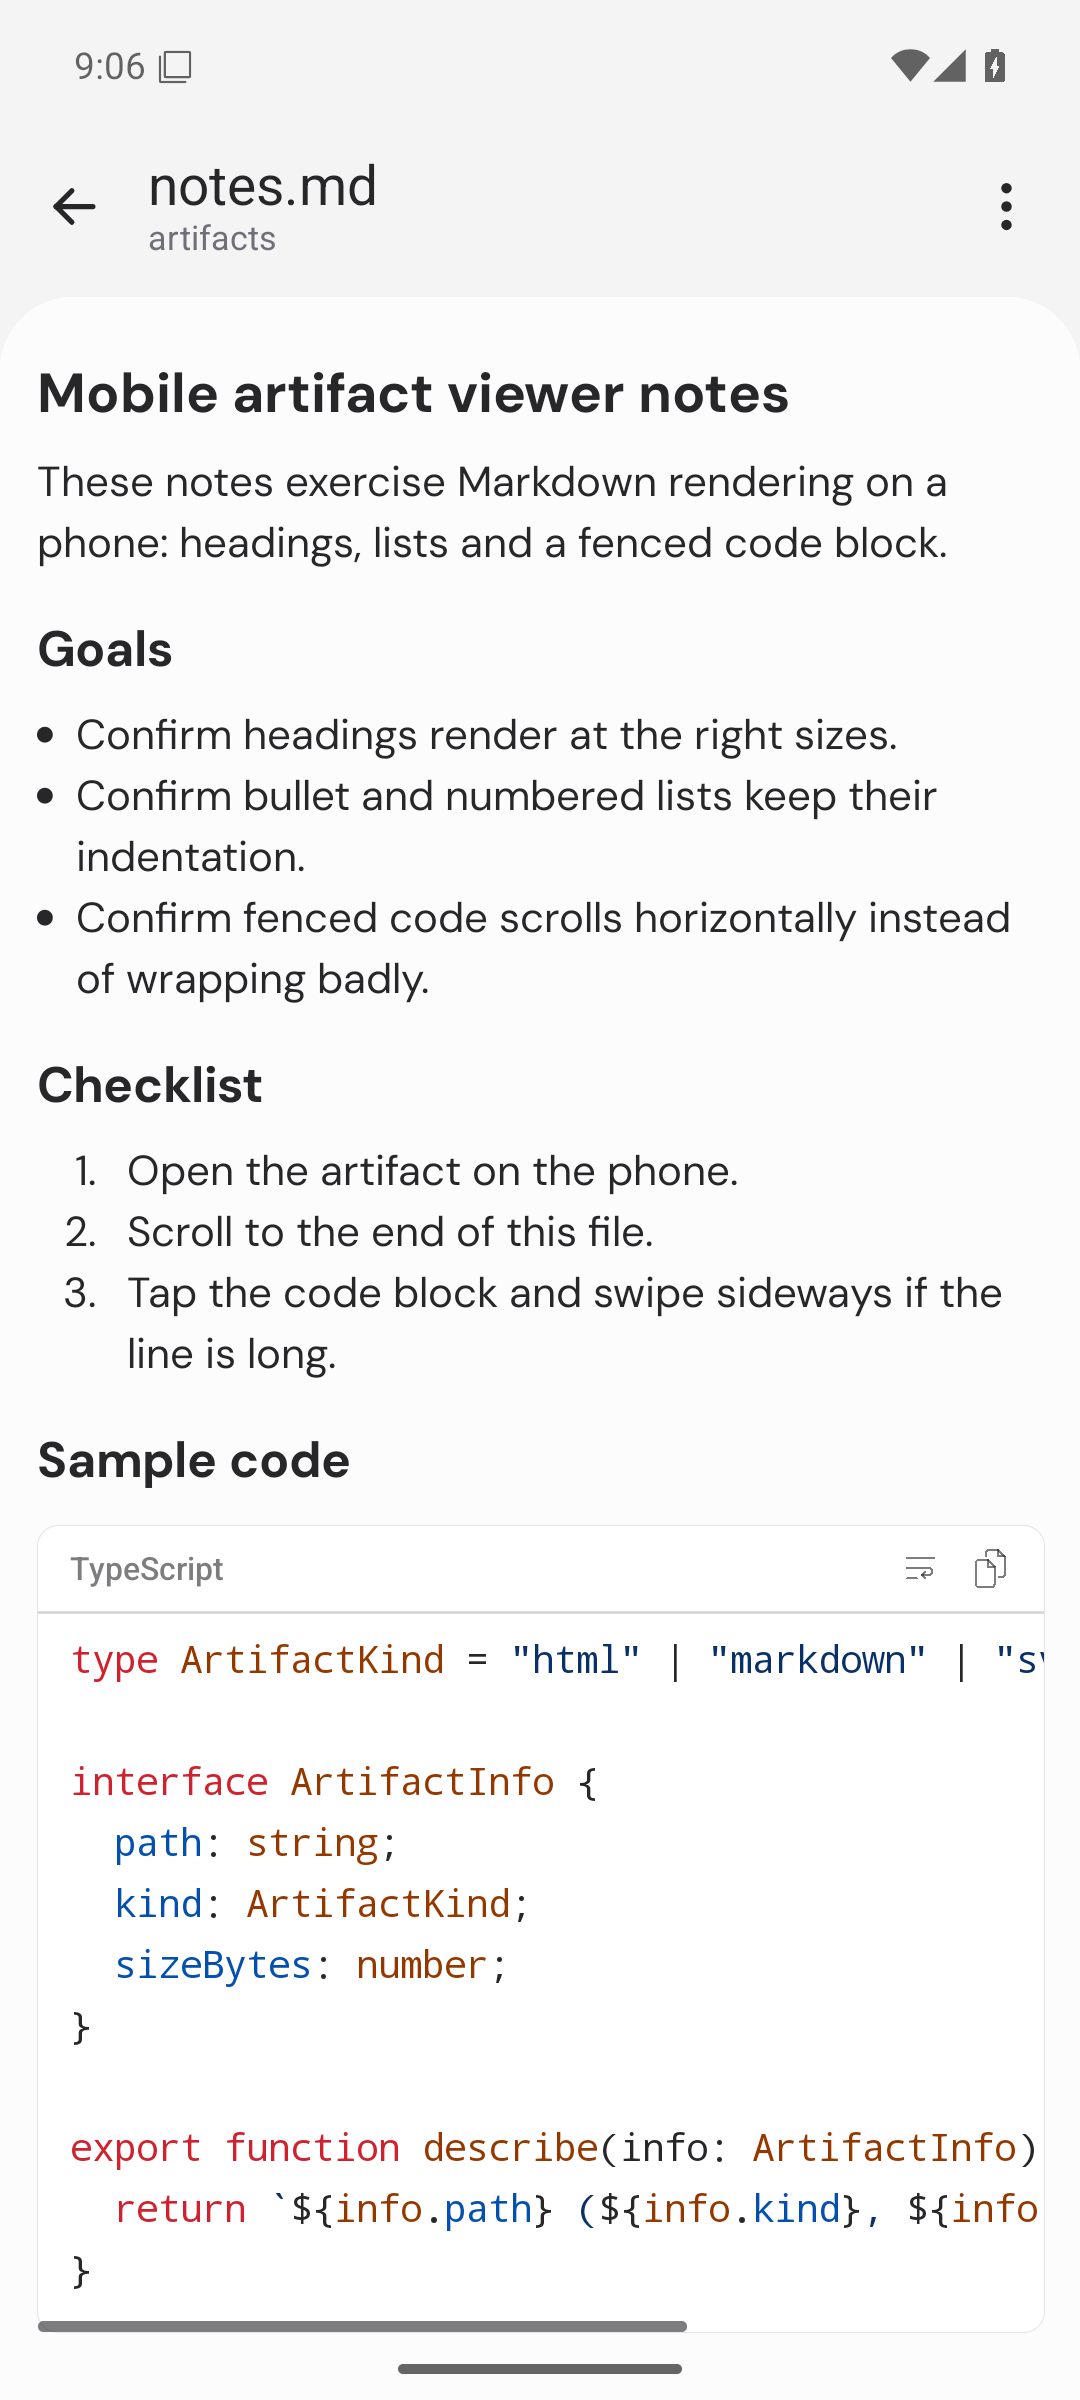 9:06
notes.md
artifacts
Mobile artifact viewer notes
These notes exercise Markdown rendering on a
phone: headings, lists and a fenced code block.
Goals
• Confirm headings render at the right sizes.
• Confirm bullet and numbered lists keep their
indentation.
• Confirm fenced code scrolls horizontally instead
of wrapping badly.
Checklist
1. Open the artifact on the phone.
2. Scroll to the end of this file.
3. Tap the code block and swipe sideways if the
line is long.
Sample code
TypeScript
type ArtifactKind = "html" | "markdown" | "s
interface ArtifactInfo {
  path: string;
  kind: ArtifactKind;
  sizeBytes: number;
}
export function describe(info: ArtifactInfo)
  return `${info.path} (${info.kind}, ${info
}